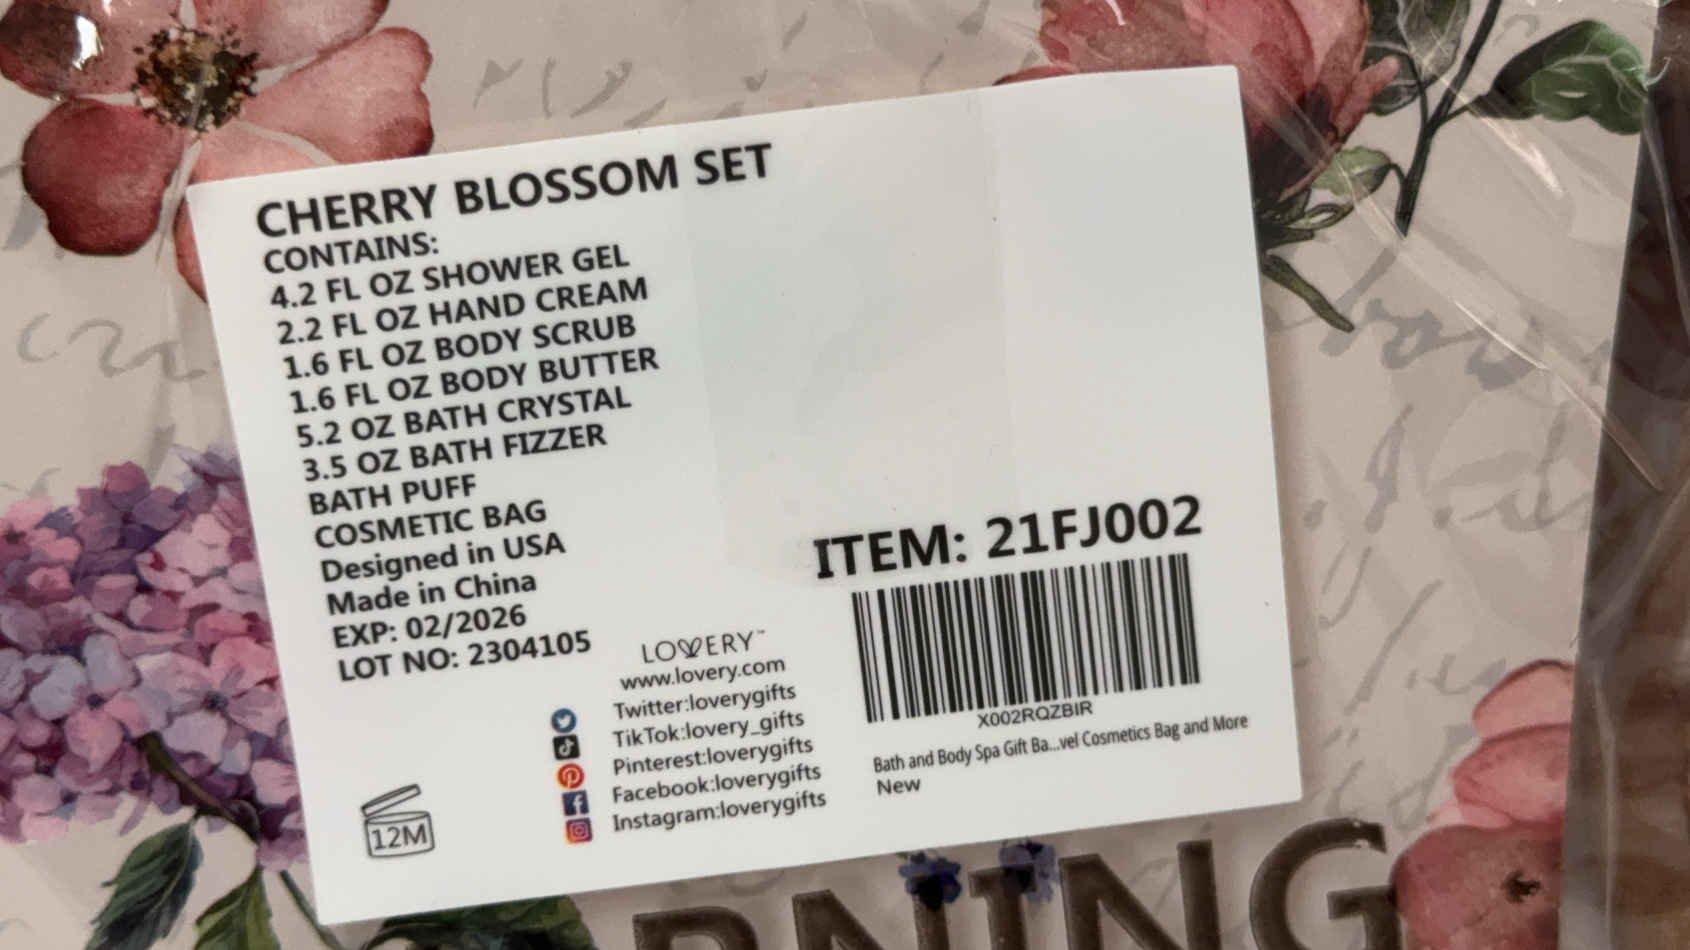 CHERRY BLOSSOM SET
CONTAINS:
4.2 FL OZ SHOWER GEL
2.2 FL OZ HAND CREAM
1.6 FL OZ BODY SCRUB
1.6 FL OZ BODY BUTTER
5.2 OZ BATH CRYSTAL
3.5 OZ BATH FIZZER
BATH PUFF
COSMETIC BAG
Designed in USA
Made in China
EXP: 02/2026
LOT NO: 2304105
12M
LOVERY™
www.lovery.com
Twitter:loverygifts
TikTok:lovery_gifts
Pinterest:loverygifts
Facebook:loverygifts
Instagram:loverygifts
ITEM: 21FJ002
X002RQZBIR
Bath and Body Spa Gift Ba...vel Cosmetics Bag and More
New
RNING